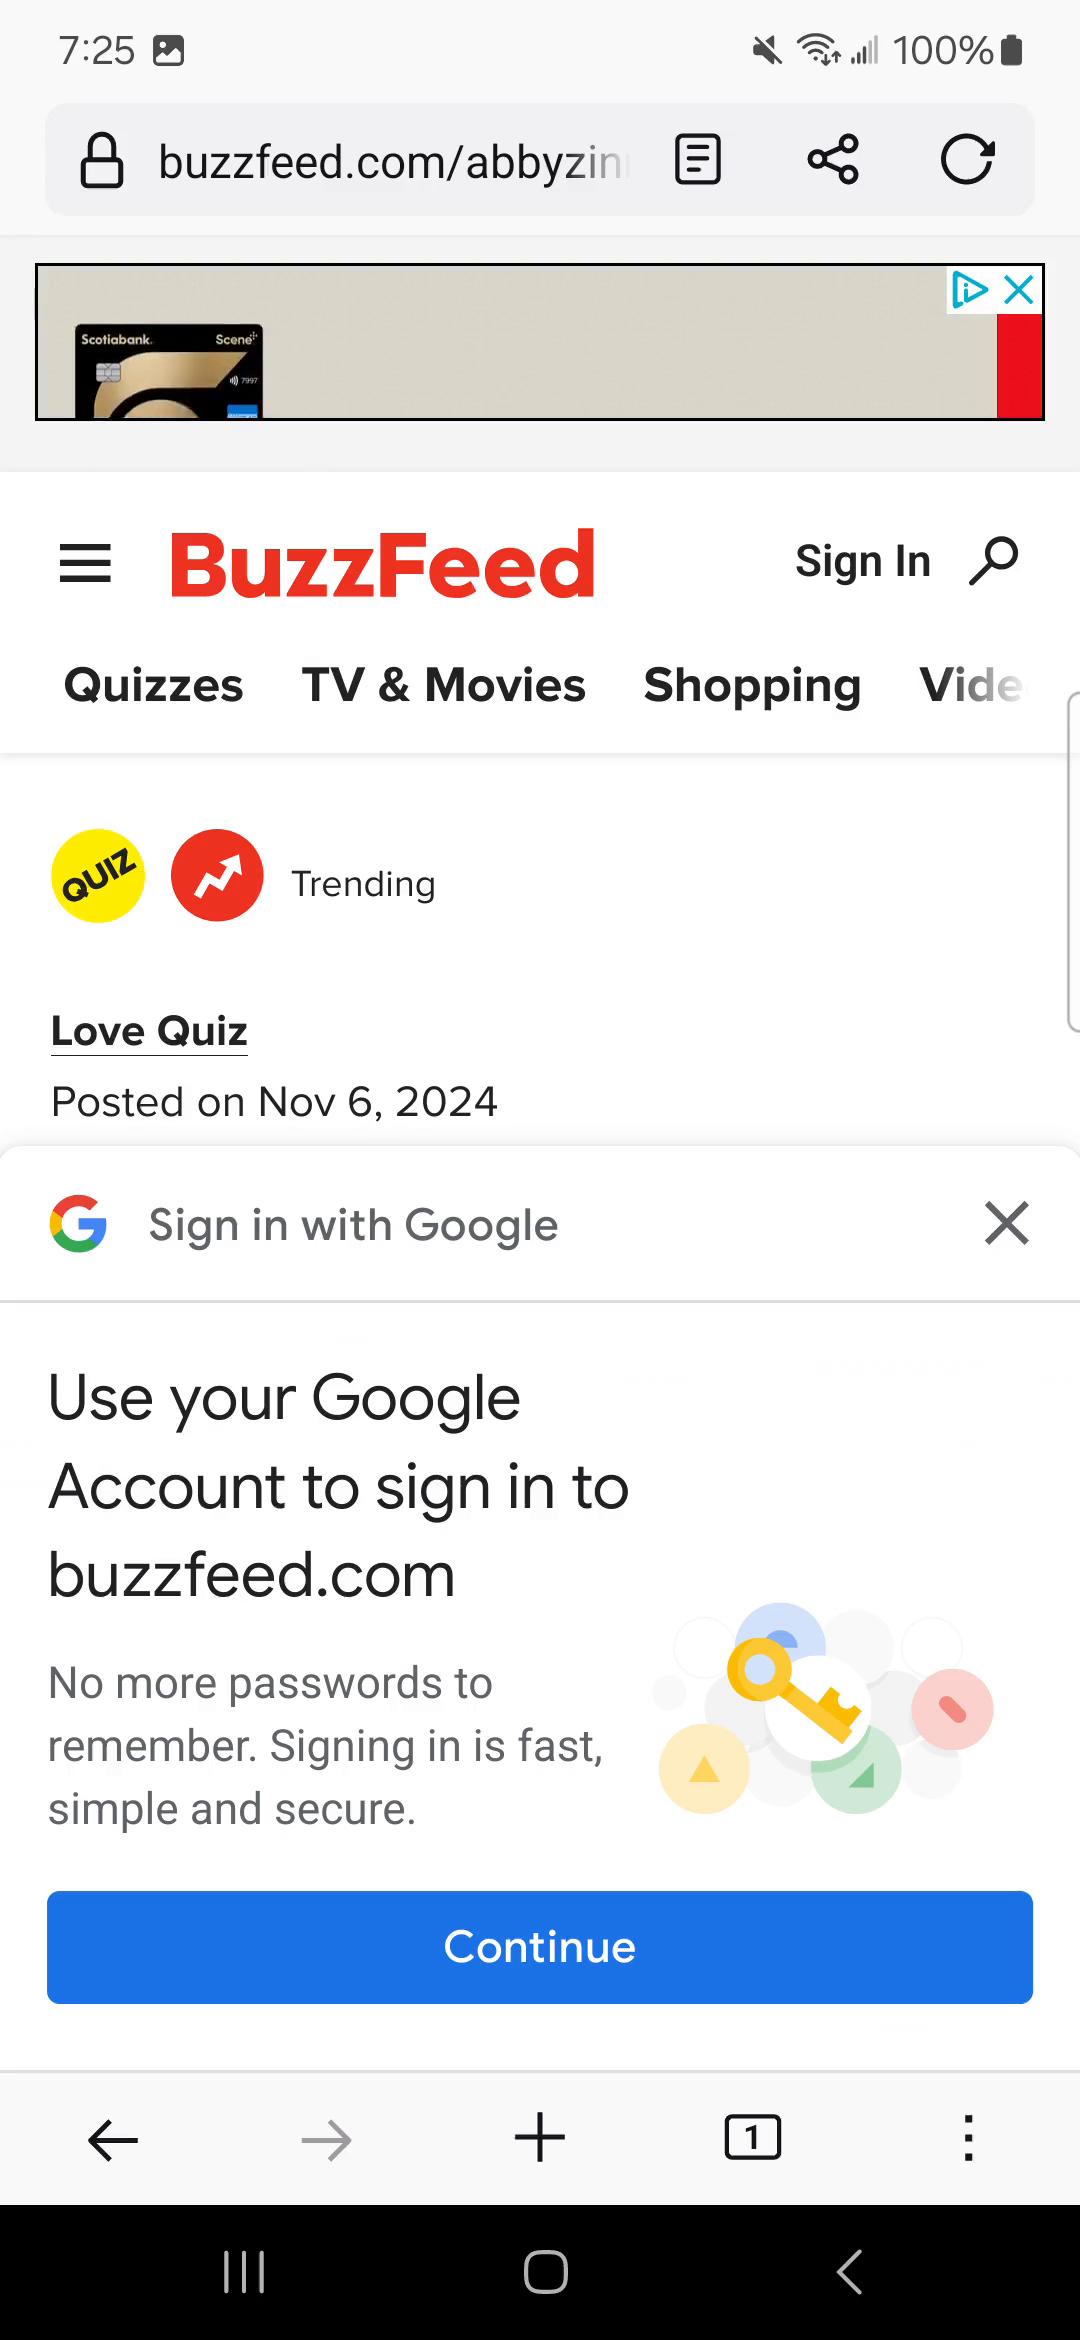 7:25
100%
buzzfeed.com/abbyzin
Scotiabank.
Scene+
7997
BuzzFeed
Sign In
Quizzes
TV & Movies
Shopping
Vide
QUIZ
Trending
Love Quiz
Posted on Nov 6, 2024
Sign in with Google
Use your Google
Account to sign in to
buzzfeed.com
No more passwords to
remember. Signing in is fast,
simple and secure.
Continue
1